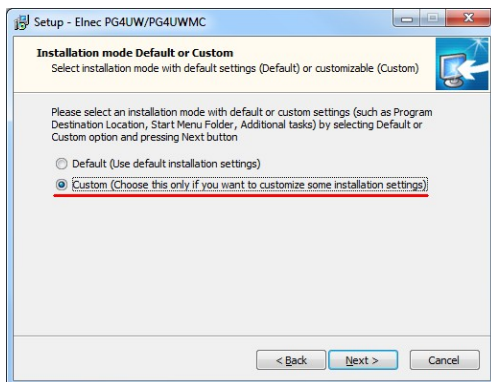 Setup - Elnec PG4UW/PG4UWMC
Installation mode Default or Custom
Select installation mode with default settings (Default) or customizable (Custom)
Please select an installation mode with default or custom settings (such as Program
Destination Location, Start Menu Folder, Additional tasks) by selecting Default or
Custom option and pressing Next button
Default (Use default installation settings)
Custom (Choose this only if you want to customize some installation settings)
< Back
Next >
Cancel